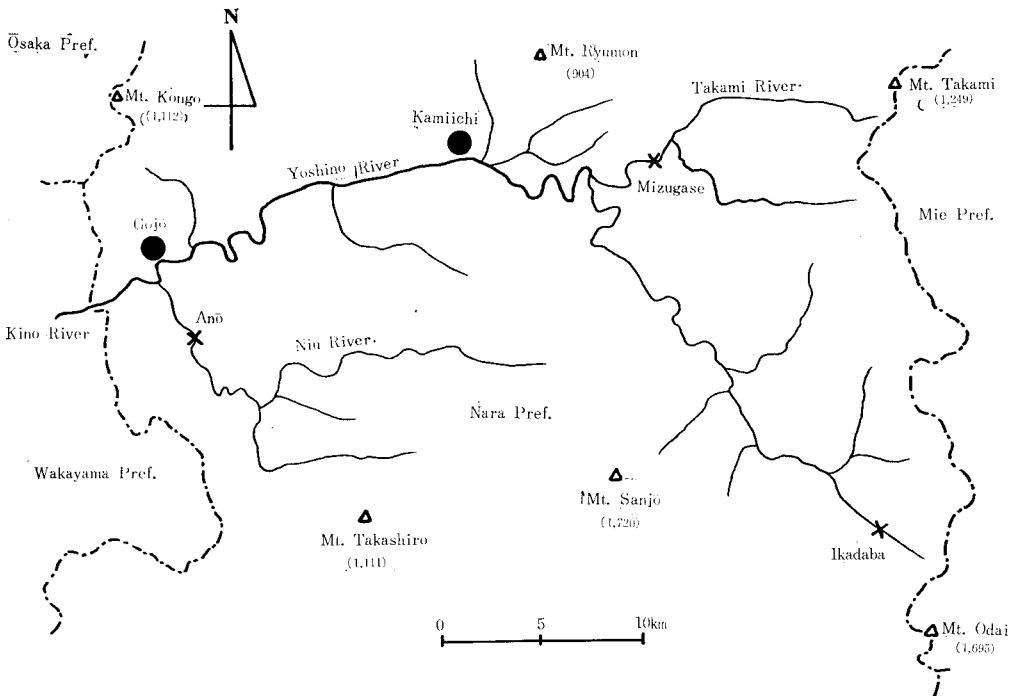 N
Ōsaka Pref.
Mt. Kongo
(1,112)
Mt. Ryumon
(904)
Takami River
Mt. Takami
(1,249)
Kamiichi
Yoshino River
Mizugase
Mie Pref.
Gojō
Kino River
Anō
Niu River
Nara Pref.
Wakayama Pref.
Mt. Sanjō
(1,720)
Mt. Takashiro
(1,111)
Ikadaba
0 5 10km
Mt. Odai
(1,695)